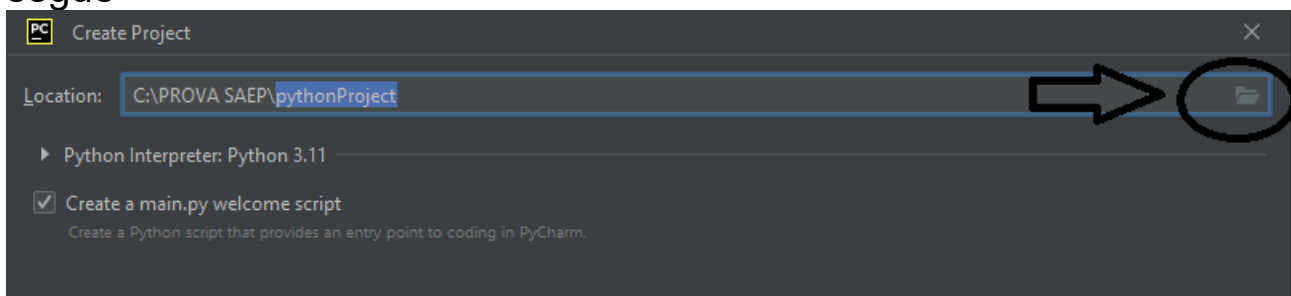 PC Create Project
Location: C:\PROVA SAEP\pythonProject
Python Interpreter: Python 3.11
Create a main.py welcome script
Create a Python script that provides an entry point to coding in PyCharm.